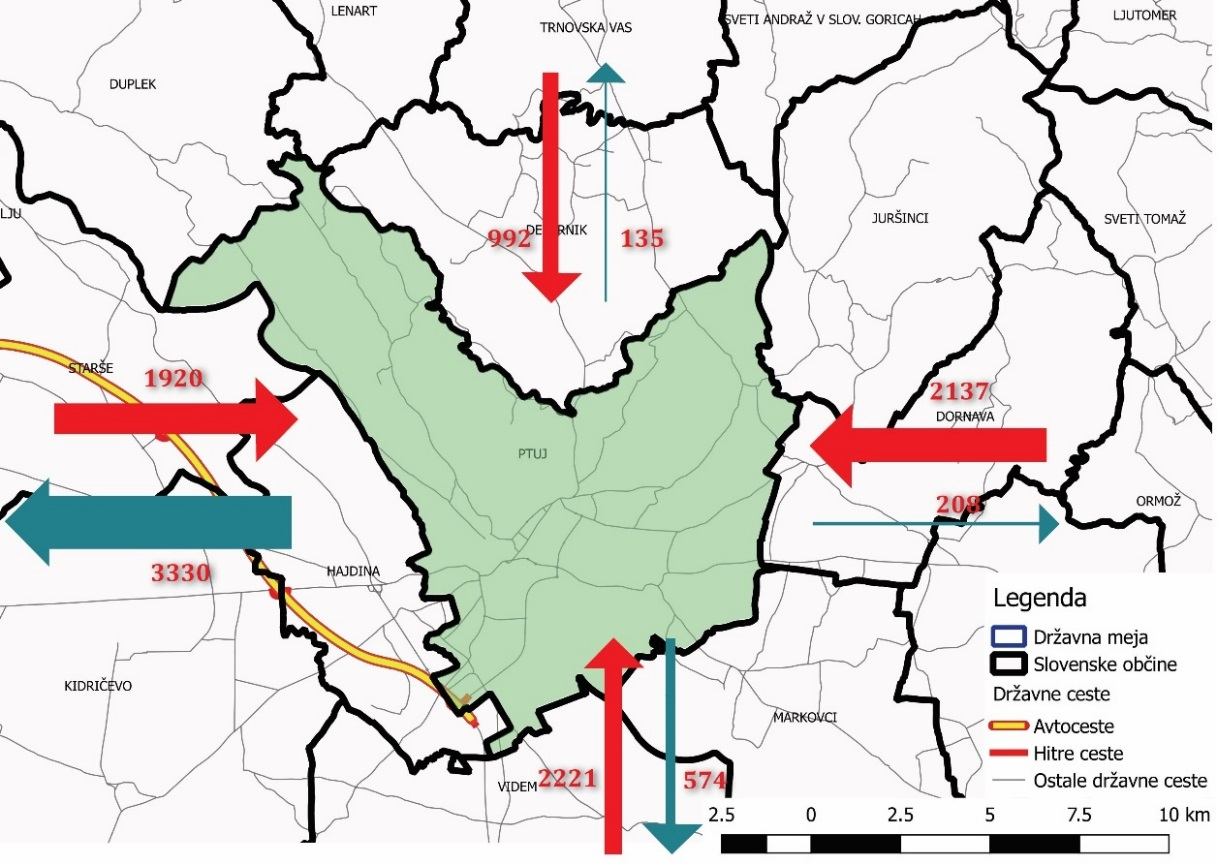 LENART
TRNOVSKA VAS
SVETI ANDRAŽ V SLOV. GORICAH
LJUTOMER
DUPLEK
LJU
JURŠINCI
SVETI TOMAŽ
992
135
STARŠE
1920
2137
DORNAVA
PTUJ
208
ORMOŽ
3330
HAJDINA
KIDRIČEVO
MARKOVCI
VIDEM
2221
574
Legenda
Državna meja
Slovenske občine
Državne ceste
Avtoceste
Hitre ceste
Ostale državne ceste
2.5 0 2.5 5 7.5 10 km